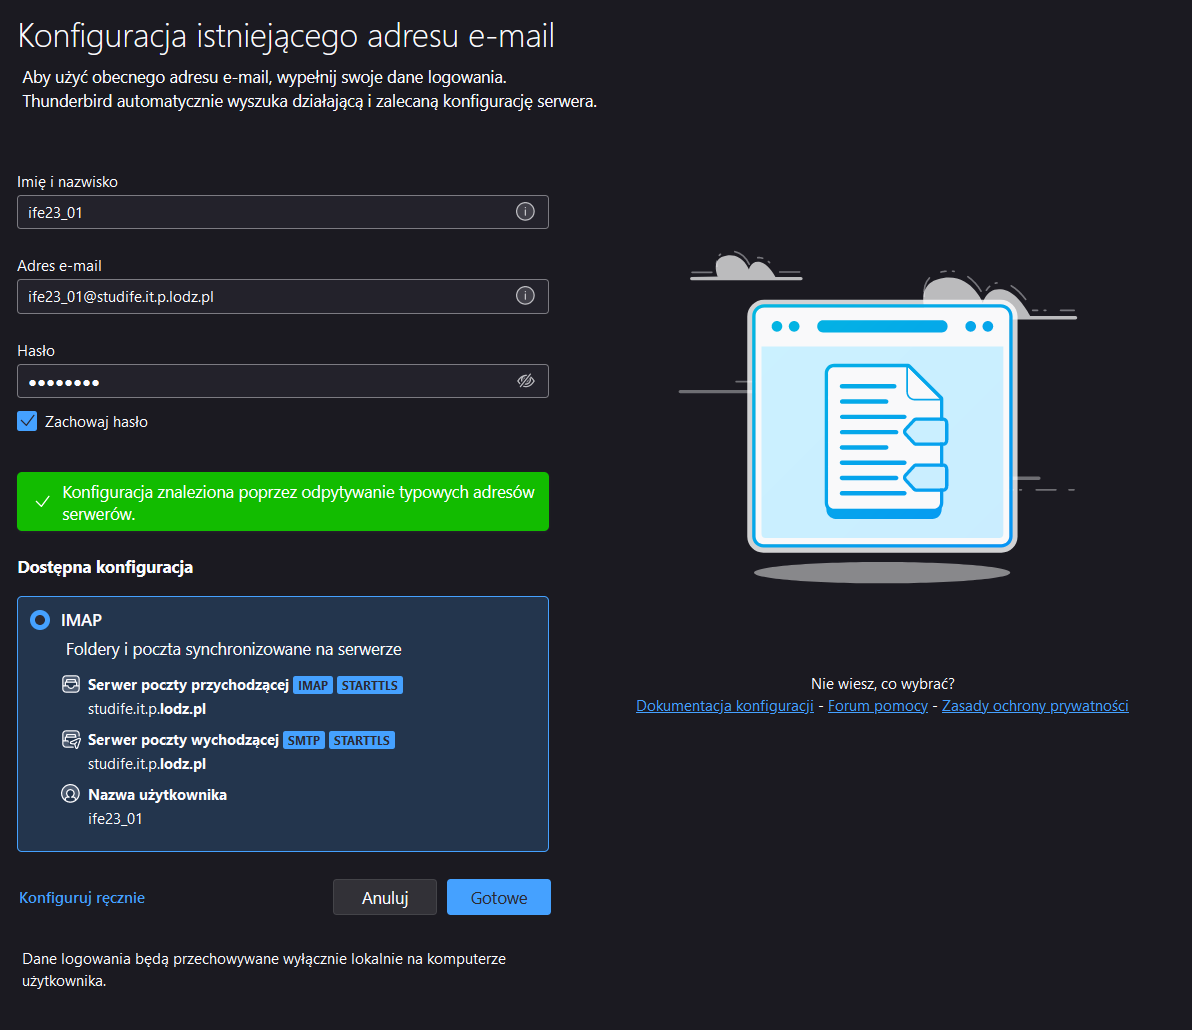 Konfiguracja istniejącego adresu e-mail
Aby użyć obecnego adresu e-mail, wypełnij swoje dane logowania.
Thunderbird automatycznie wyszuka działającą i zalecaną konfigurację serwera.
Imię i nazwisko
ife23_01
Adres e-mail
ife23_01@studife.it.p.lodz.pl
Hasło
●●●●●●●●
Zachowaj hasło
Konfiguracja znaleziona poprzez odpytywanie typowych adresów
serwerów.
Dostępna konfiguracja
IMAP
Foldery i poczta synchronizowane na serwerze
Serwer poczty przychodzącej IMAP STARTTLS
studife.it.p.lodz.pl
Serwer poczty wychodzącej SMTP STARTTLS
studife.it.p.lodz.pl
Nazwa użytkownika
ife23_01
Konfiguruj ręcznie
Anuluj
Gotowe
Dane logowania będą przechowywane wyłącznie lokalnie na komputerze
użytkownika.
Nie wiesz, co wybrać?
Dokumentacja konfiguracji - Forum pomocy - Zasady ochrony prywatności